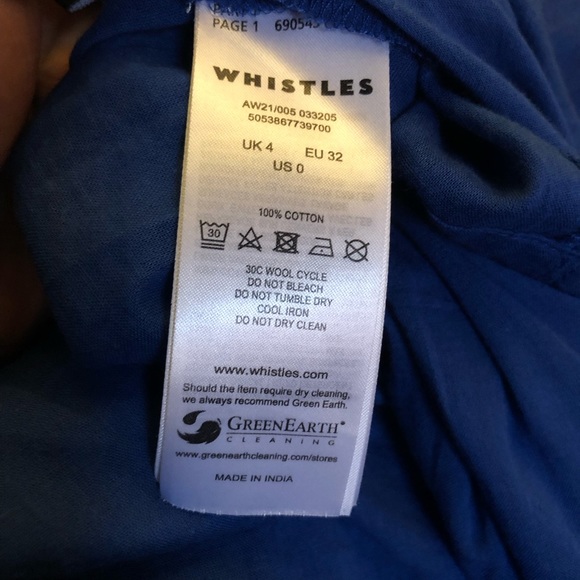 PAGE 1 690545
WHISTLES
AW21/005 033205
5053867739700
UK 4 EU 32
US 0
100% COTTON
30
30C WOOL CYCLE
DO NOT BLEACH
DO NOT TUMBLE DRY
COOL IRON
DO NOT DRY CLEAN
www.whistles.com
Should the item require dry cleaning,
we always recommend Green Earth.
GREENEARTH®
CLEANING
www.greenearthcleaning.com/stores
MADE IN INDIA